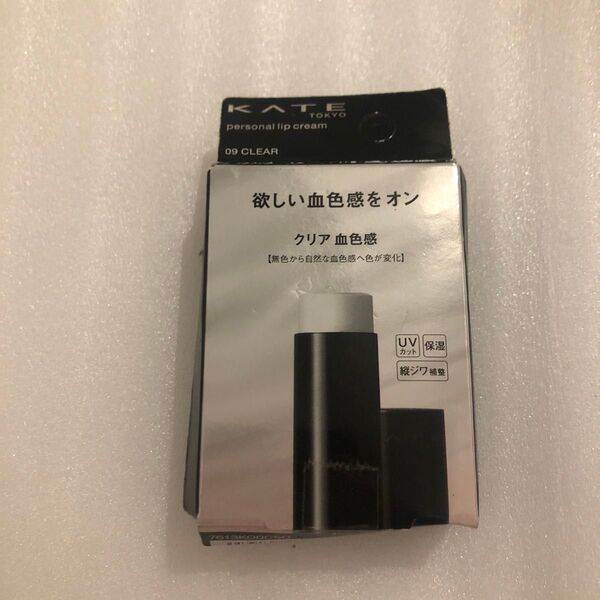 KATE
TOKYO
personal lip cream
09 CLEAR
欲しい血色感をオン
クリア 血色感
【無色から自然な血色感へ色が変化】
UV
カット
保湿
縦ジワ補整